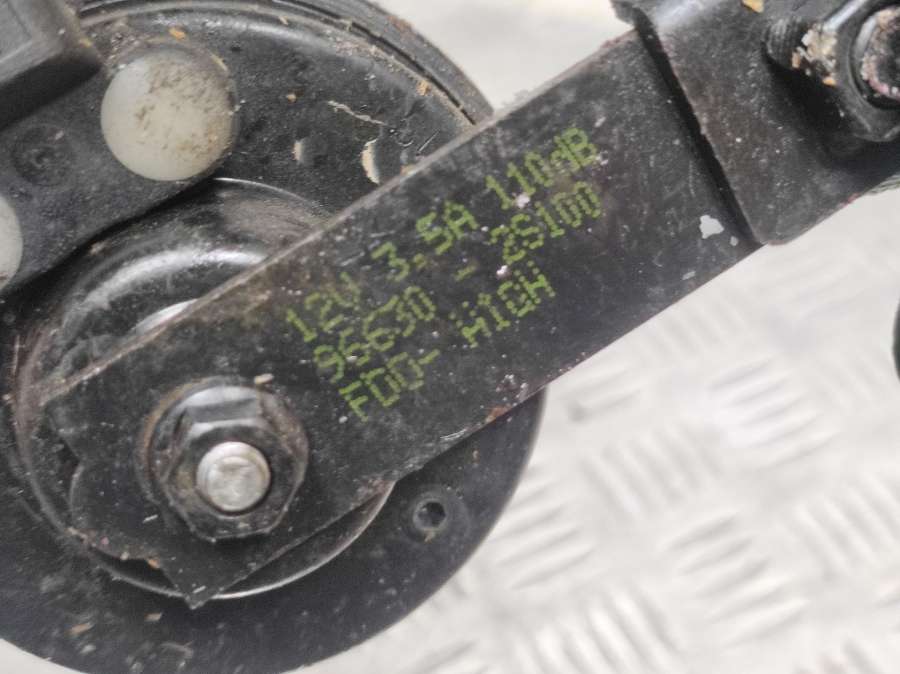 12V 3.5A 110dB
96630 - 2S100
FDD- HIGH